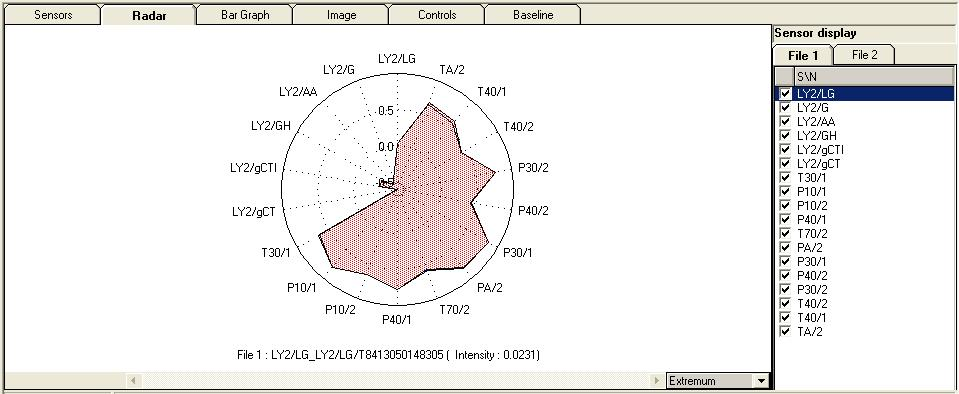 Sensors Radar Bar Graph Image Controls Baseline
Sensor display
File 1 File 2
S\N
LY2/LG
LY2/G
LY2/AA
LY2/GH
LY2/gCTl
LY2/gCT
T30/1
P10/1
P10/2
P40/1
T70/2
PA/2
P30/1
P40/2
P30/2
T40/2
T40/1
TA/2
LY2/LG
TA/2
T40/1
T40/2
P30/2
P40/2
P30/1
PA/2
T70/2
P40/1
P10/2
P10/1
T30/1
LY2/gCT
LY2/gCTl
LY2/GH
LY2/AA
LY2/G
0.5
0.0
File 1 : LY2/LG_LY2/LG/T8413050148305 ( Intensity : 0.0231)
Extremum